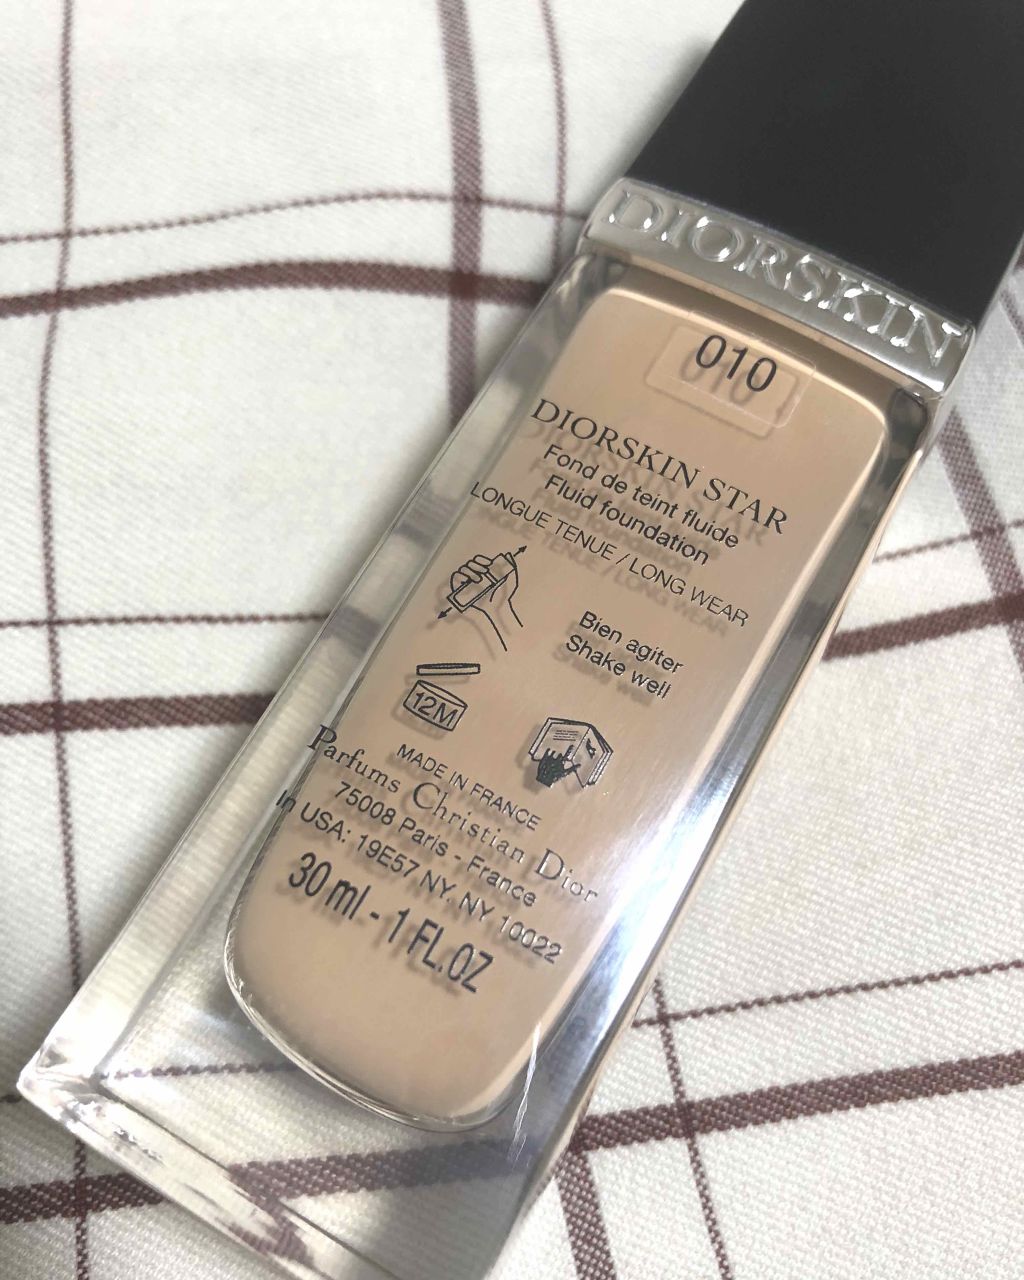 DIORSKIN
010
DIORSKIN STAR
Fond de teint fluide
Fluid foundation
LONGUE TENUE / LONG WEAR
Bien agiter
Shake well
12M
MADE IN FRANCE
Parfums Christian Dior
75008 Paris - France
In USA: 19E57 NY. NY 10022
30 ml - 1 FL.OZ